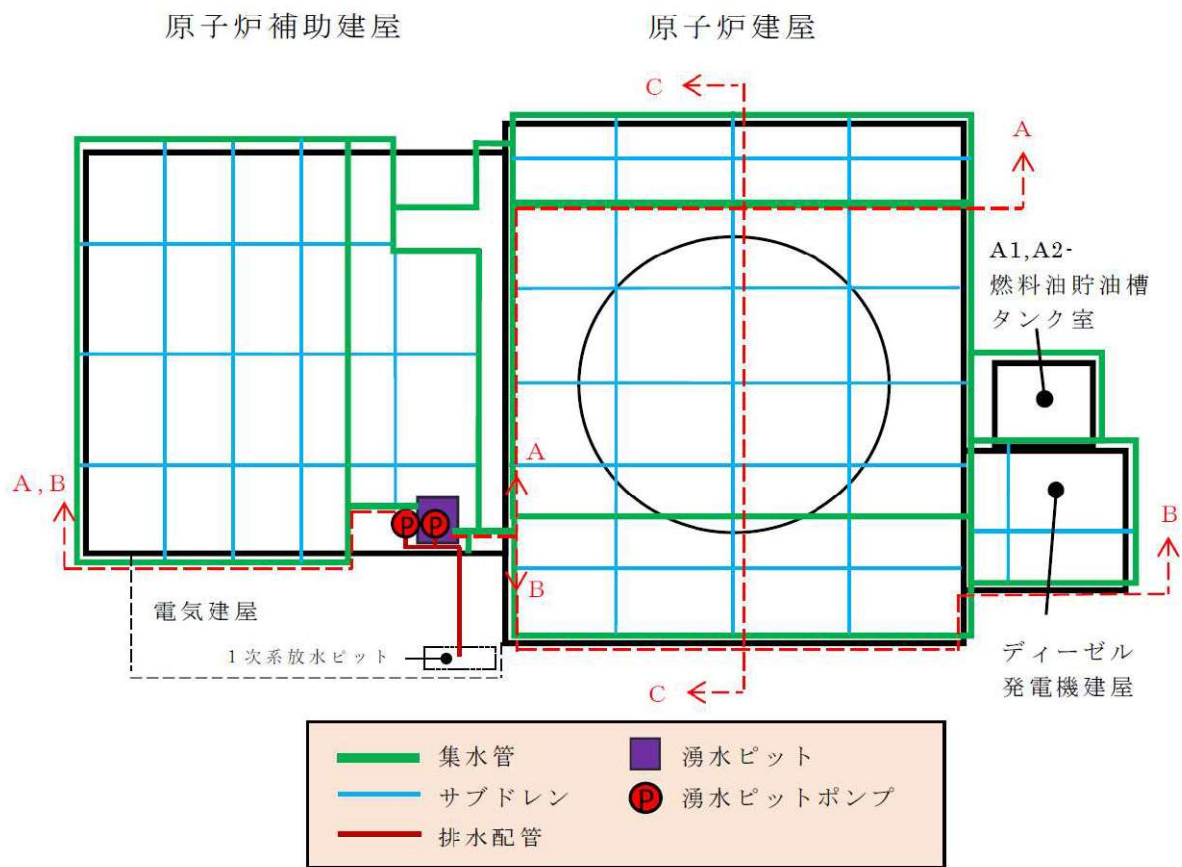 原子炉補助建屋
原子炉建屋
C
A
A1,A2-
燃料油貯油槽
タンク室
A
A,B
P P
B
B
電気建屋
1次系放水ピット
C
ディーゼル
発電機建屋
集水管
湧水ピット
サブドレン
P
湧水ピットポンプ
排水配管